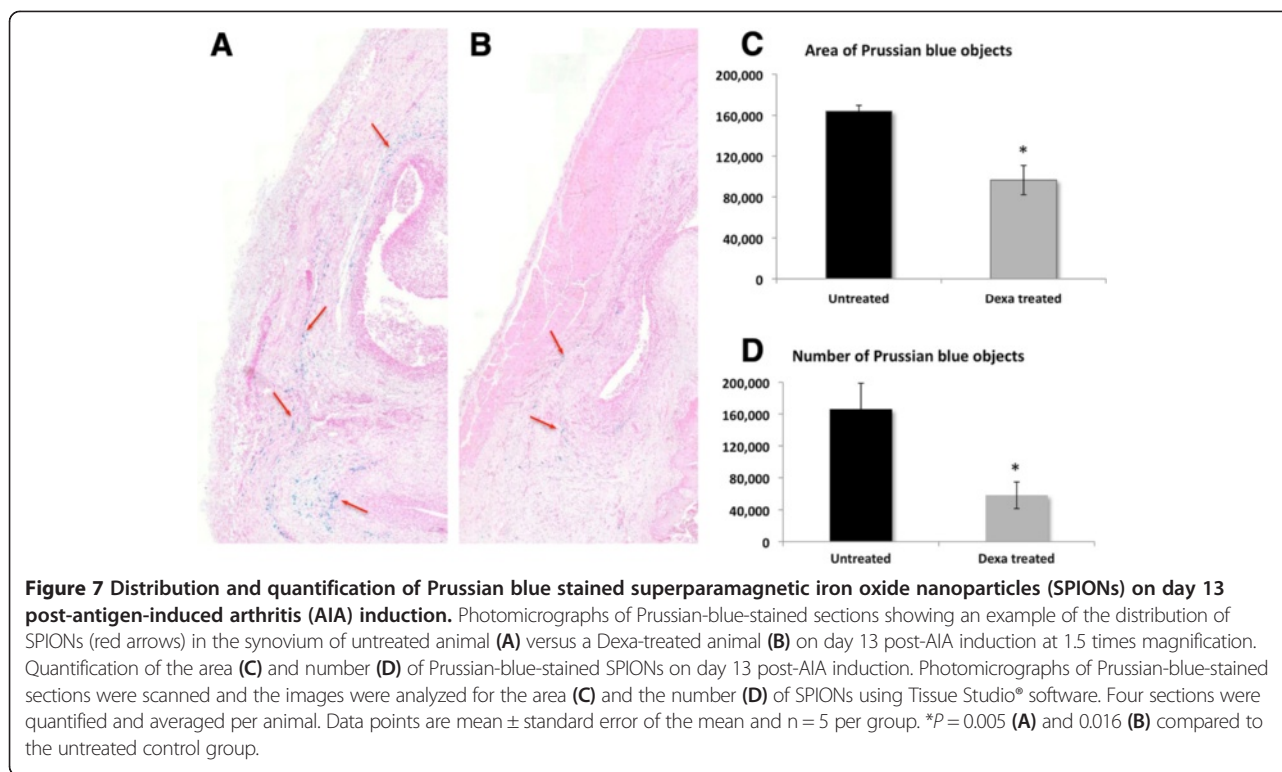 A
B
C
Area of Prussian blue objects
200,000
160,000
120,000
80,000
40,000
0
*
Untreated
Dexa treated
D
Number of Prussian blue objects
200,000
160,000
120,000
80,000
40,000
0
*
Untreated
Dexa treated
Figure 7 Distribution and quantification of Prussian blue stained superparamagnetic iron oxide nanoparticles (SPIONs) on day 13
post-antigen-induced arthritis (AIA) induction. Photomicrographs of Prussian-blue-stained sections showing an example of the distribution of
SPIONs (red arrows) in the synovium of untreated animal (A) versus a Dexa-treated animal (B) on day 13 post-AIA induction at 1.5 times magnification.
Quantification of the area (C) and number (D) of Prussian-blue-stained SPIONs on day 13 post-AIA induction. Photomicrographs of Prussian-blue-stained
sections were scanned and the images were analyzed for the area (C) and the number (D) of SPIONs using Tissue Studio® software. Four sections were
quantified and averaged per animal. Data points are mean ± standard error of the mean and n = 5 per group. *P = 0.005 (A) and 0.016 (B) compared to
the untreated control group.